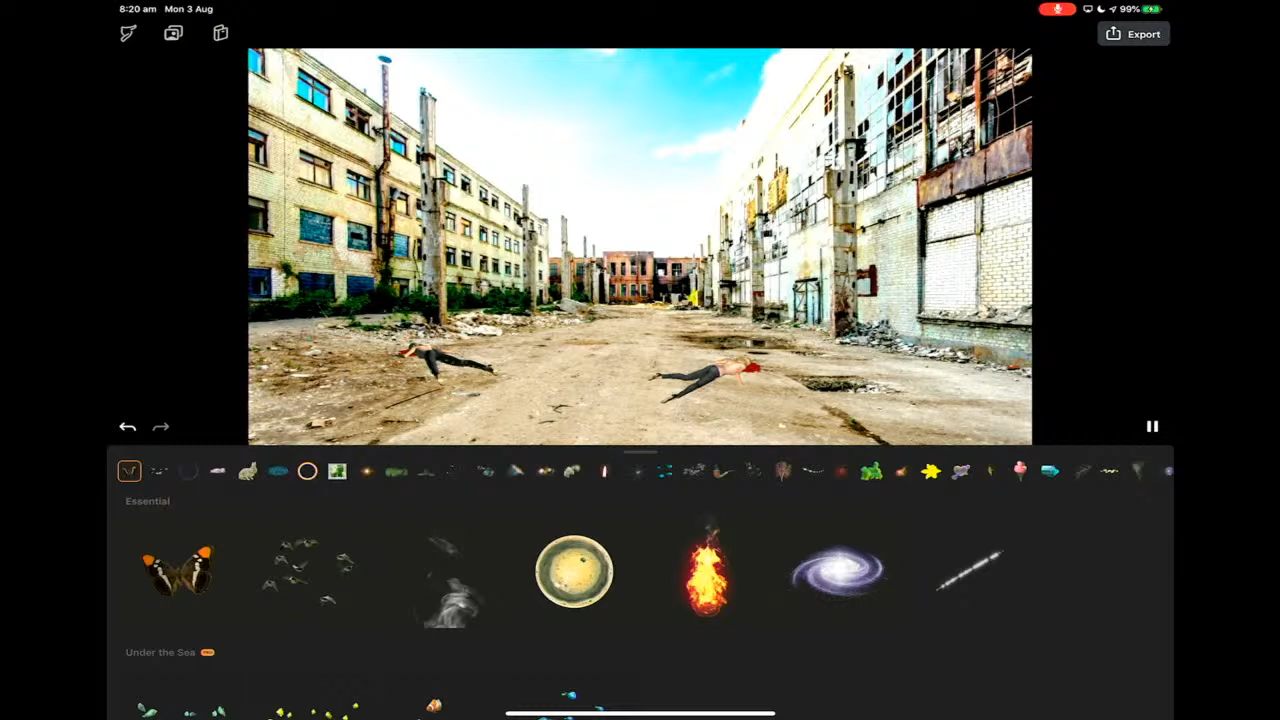 8:20 am Mon 3 Aug
99%
Export
Essential
Under the Sea